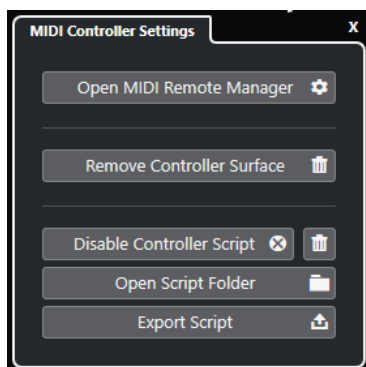 MIDI Controller Settings
X
Open MIDI Remote Manager
Remove Controller Surface
Disable Controller Script
Open Script Folder
Export Script